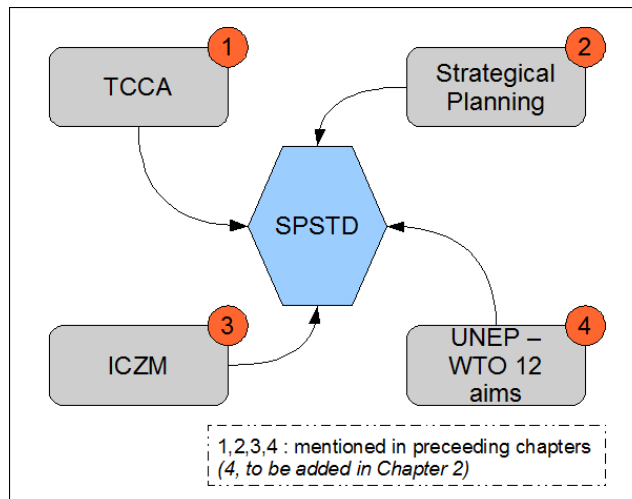 1
TCCA
2
Strategical
Planning
SPSTD
3
ICZM
4
UNEP –
WTO 12
aims
1,2,3,4 : mentioned in preceeding chapters
(4, to be added in Chapter 2)